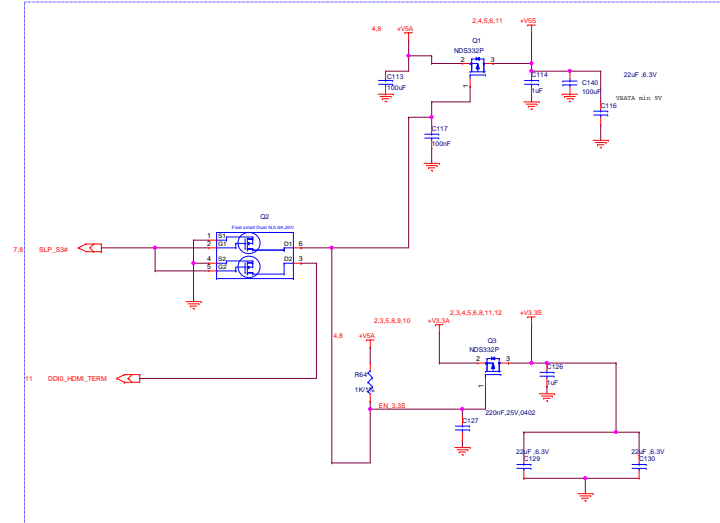 4,8 +V5A
2,4,5,6,11 +V5S
Q1
NDS332P
2
3
1
C113
100uF
C114
1uF
C140
100uF
22uF ,6.3V
VBATA min 9V
C116
C117
100nF
Q2
Fast small Dual N,0.9A,20V
7,8 SLP_S3#
1 S1
2 G1
D1 6
4 S2
5 G2
D2 3
2,3,5,8,9,10
4,8 +V5A
+V3.3A
2,3,4,5,6,8,11,12
+V3.3S
Q3
NDS332P
2
3
1
R64
1K/1%
EN_3.3S
C126
1uF
220nF,25V,0402
C127
11 DDI0_HDMI_TERM
22uF ,6.3V
C129
22uF ,6.3V
C130